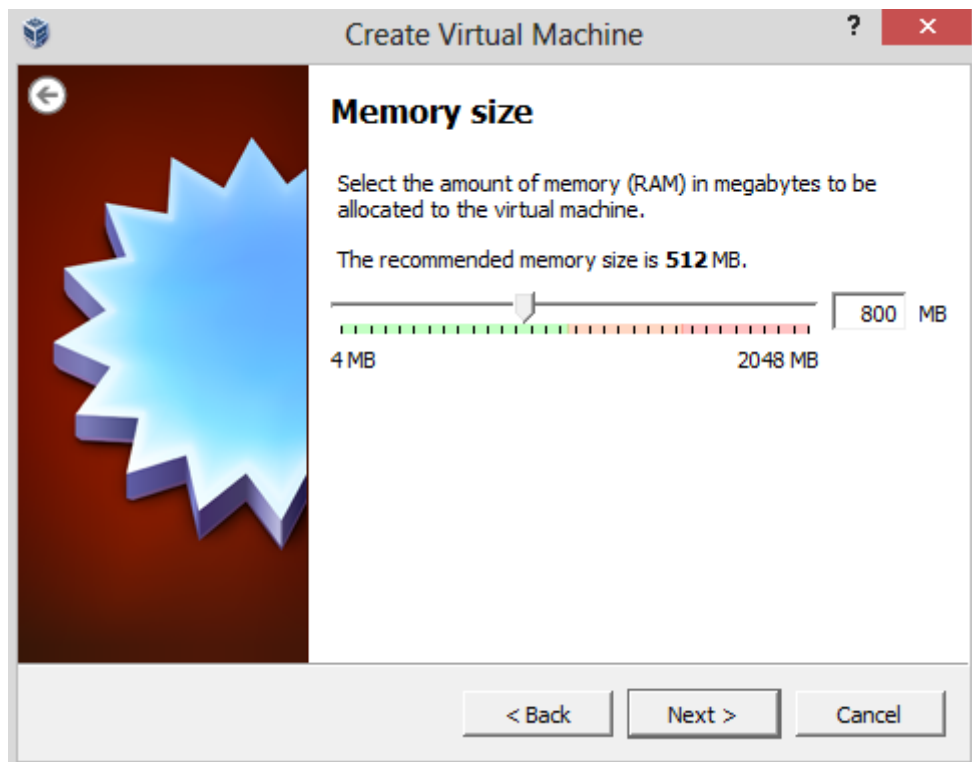 Create Virtual Machine
?
Memory size
Select the amount of memory (RAM) in megabytes to be
allocated to the virtual machine.
The recommended memory size is 512 MB.
800 MB
4 MB 2048 MB
< Back Next > Cancel